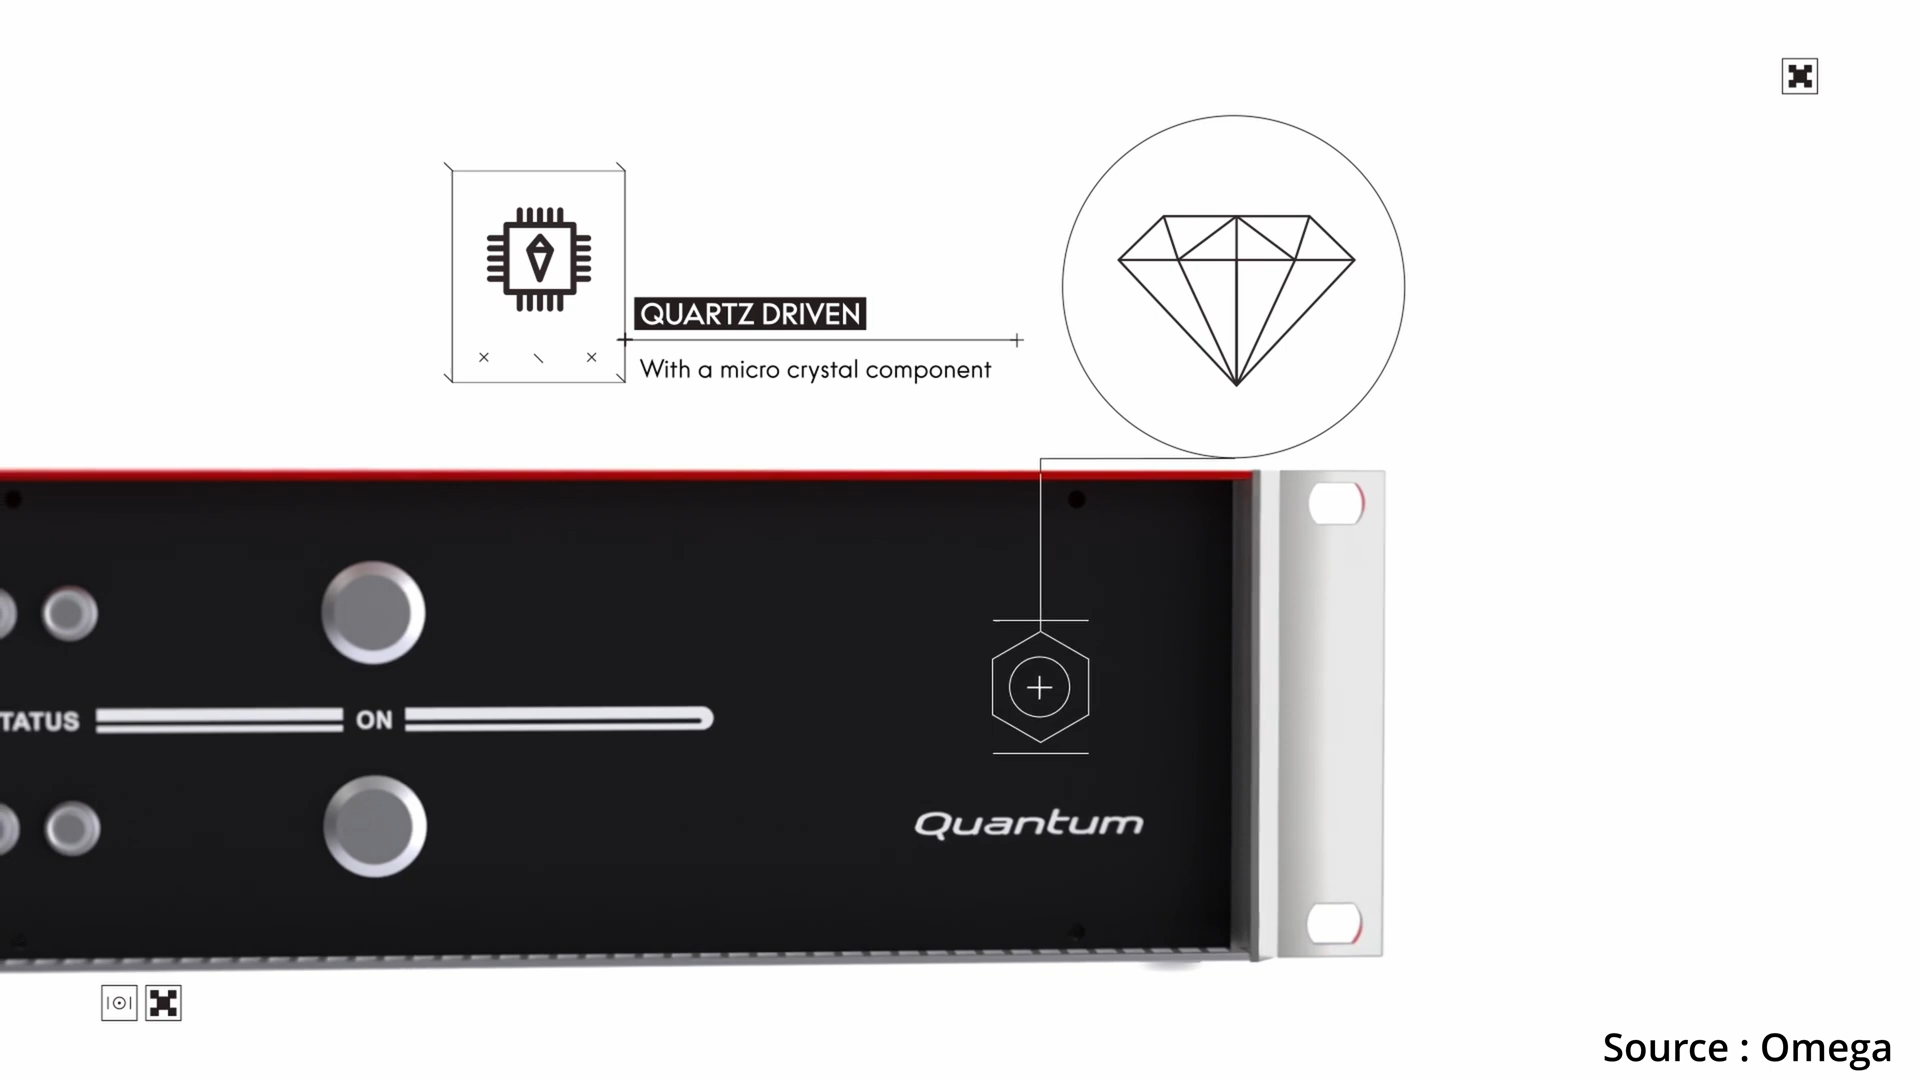 QUARTZ DRIVEN
With a micro crystal component
TATUS
ON
Quantum
Source : Omega